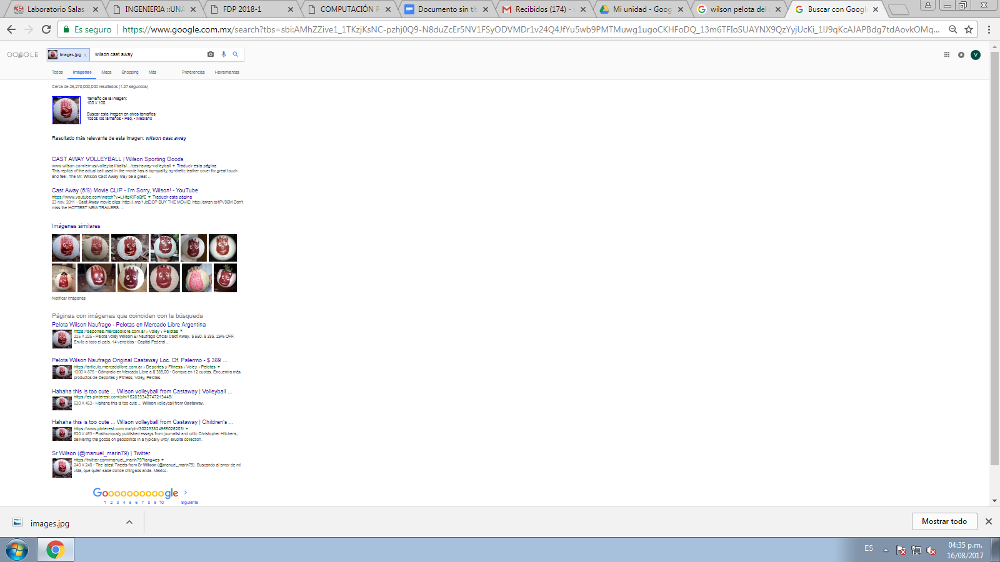 Laboratorio Salas
INGENIERIA ::UNA
FDP 2018-1
COMPUTACIÓN P
Documento sin tít
Recibidos (174) -
Mi unidad - Goog
wilson pelota del
Buscar con Google
Es seguro
https://www.google.com.mx/search?tbs=sbi:AMhZZive1_1TKzjKsNC-pzhj0Q9-N8duZcEr5NV1FSyODVMDr1v24Q4JfYu5wb9PMTMuwg1ugoCKHFoDQ_13m6TFIoSUAYNX9QzYyjUcKi_1IJ9qKcAJAPBdg7tdAovkOMq...
GOOGLE
images.jpg x
wilson cast away
V
Todos
Imágenes
Maps
Shopping
Más
Preferencias
Herramientas
Cerca de 25,270,000,000 resultados (1.27 segundos)
Tamaño de la imagen:
100 × 100
Buscar esta imagen en otros tamaños:
Todos los tamaños - Peq. - Mediano
Resultado más relevante de esta imagen: wilson cast away
CAST AWAY VOLLEYBALL | Wilson Sporting Goods
www.wilson.com/en-us/volleyball/balls/.../cast-away-volleyball ▼ Traducir esta página
This replica of the actual ball used in the movie has a top-quality, synthetic leather cover for great touch
and feel. The Mr. Wilson Cast Away may be a great ...
Cast Away (6/8) Movie CLIP - I'm Sorry, Wilson! - YouTube
https://www.youtube.com/watch?v=LHtgKIFoQfE ▼ Traducir esta página
23 nov. 2011 - Cast Away movie clips: http://j.mp/1JbEjCP BUY THE MOVIE: http://amzn.to/tPV96M Don't
miss the HOTTEST NEW TRAILERS: ...
Imágenes similares
Notificar imágenes
Páginas con imágenes que coinciden con la búsqueda
Pelota Wilson Naufrago - Pelotas en Mercado Libre Argentina
https://deportes.mercadolibre.com.ar › Voley › Pelotas ▼
225 × 225 - Pelota Voley Wilson El Naufrago Oficial Cast Away. $ 550. $ 389. 29% OFF.
Envío a todo el país. 14 vendidos - Capital Federal ...
Pelota Wilson Naufrago Original Castaway Loc. Of. Palermo - $ 389 ...
https://articulo.mercadolibre.com.ar › Deportes y Fitness › Voley › Pelotas ▼
1200 × 876 - Cómpralo en Mercado Libre a $ 389,00 - Compra en 12 cuotas. Encuentra más
productos de Deportes y Fitness, Voley, Pelotas.
Hahaha this is too cute ... Wilson volleyball from Castaway | Volleyball ...
https://es.pinterest.com/pin/162833342747213446/
620 × 453 - Hahaha this is too cute ... Wilson volleyball from Castaway.
Hahaha this is too cute ... Wilson volleyball from Castaway | Children's ...
https://www.pinterest.com.mx/pin/302233824965026203/ ▼
620 × 453 - Posthumously published essays from journalist and critic Christopher Hitchens,
delivering the goods on geopolitics in a typically witty, erudite collection.
Sr Wilson (@manuel_marin79) | Twitter
https://twitter.com/manuel_marin79?lang=es ▼
240 × 240 - The latest Tweets from Sr Wilson (@manuel_marin79). Buscando al amor de mi
vida, que quien sabe donde chingaos anda. Mexico.
Goooooooooogle >
1 2 3 4 5 6 7 8 9 10 Siguiente
images.jpg
Mostrar todo
ES
04:35 p.m.
16/08/2017